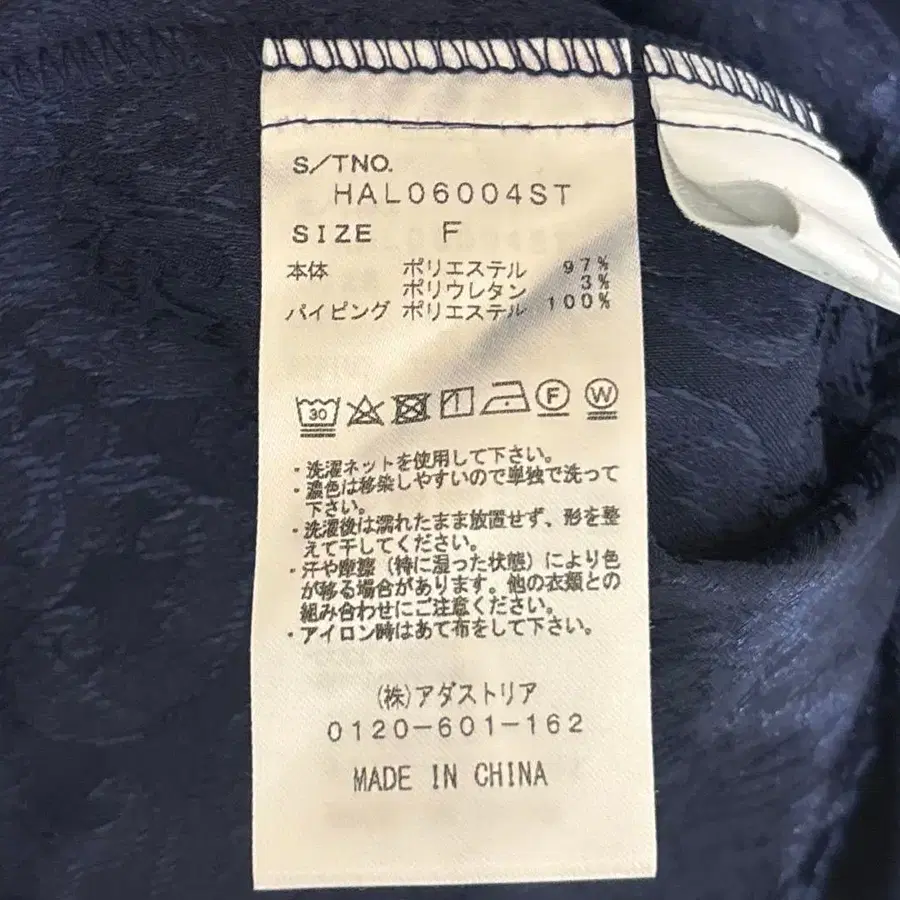 S/TNO.
HAL06004ST
SIZE F
本体 ポリエステル 97%
ポリウレタン 3%
パイピング ポリエステル 100%
30 F W
・洗濯ネットを使用して下さい。
・濃色は移染しやすいので単独で洗って
下さい。
・洗濯後は濡れたまま放置せず、形を整
えて干してください。
・汗や摩擦（特に湿った状態）により色
が移る場合があります。他の衣類との
組み合わせにご注意ください。
・アイロン時はあて布をして下さい。
(株)アダストリア
0120-601-162
MADE IN CHINA